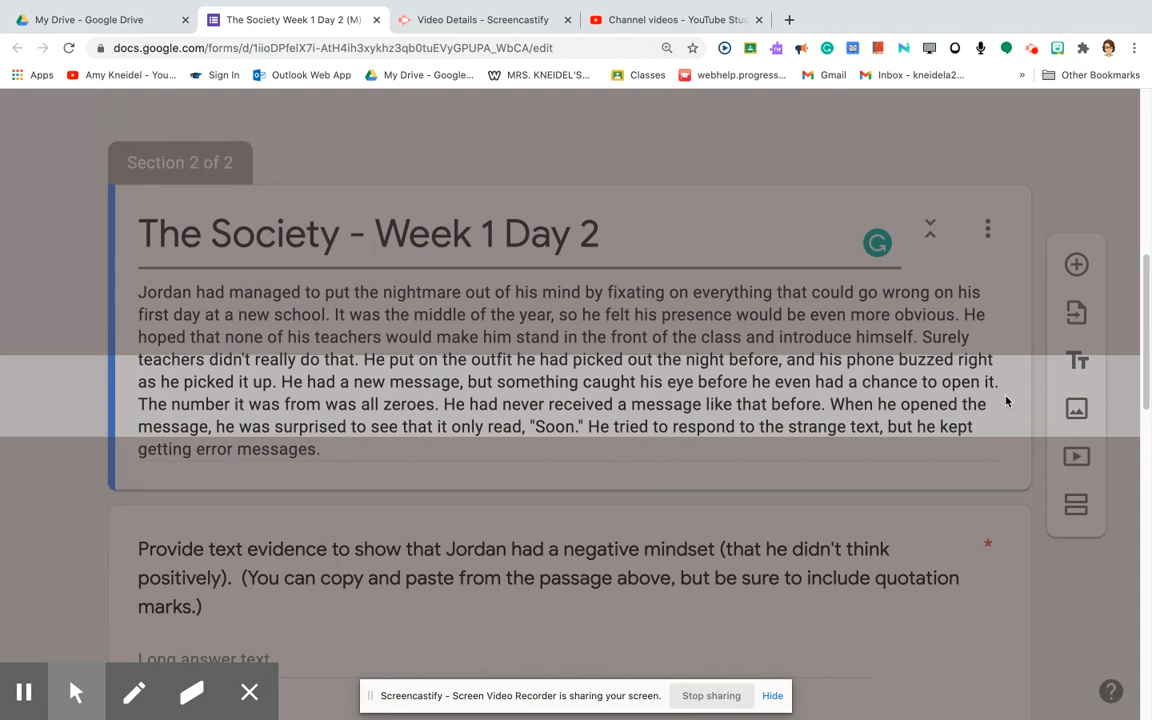 My Drive - Google Drive
The Society Week 1 Day 2 (M)
Video Details - Screencastify
Channel videos - YouTube Stu
docs.google.com/forms/d/1iioDPfelX7i-AtH4ih3xykhz3qb0tuEVyGPUPA_WbCA/edit
Apps
Amy Kneidel - You...
Sign In
Outlook Web App
My Drive - Google...
MRS. KNEIDEL'S...
Classes
webhelp.progress...
Gmail
Inbox - kneidela2...
»
Other Bookmarks
Section 2 of 2
The Society - Week 1 Day 2
Jordan had managed to put the nightmare out of his mind by fixating on everything that could go wrong on his
first day at a new school. It was the middle of the year, so he felt his presence would be even more obvious. He
hoped that none of his teachers would make him stand in the front of the class and introduce himself. Surely
teachers didn't really do that. He put on the outfit he had picked out the night before, and his phone buzzed right
as he picked it up. He had a new message, but something caught his eye before he even had a chance to open it.
The number it was from was all zeroes. He had never received a message like that before. When he opened the
message, he was surprised to see that it only read, "Soon." He tried to respond to the strange text, but he kept
getting error messages.
Provide text evidence to show that Jordan had a negative mindset (that he didn't think
positively). (You can copy and paste from the passage above, but be sure to include quotation
marks.)
*
Long answer text
Screencastify - Screen Video Recorder is sharing your screen.
Stop sharing
Hide